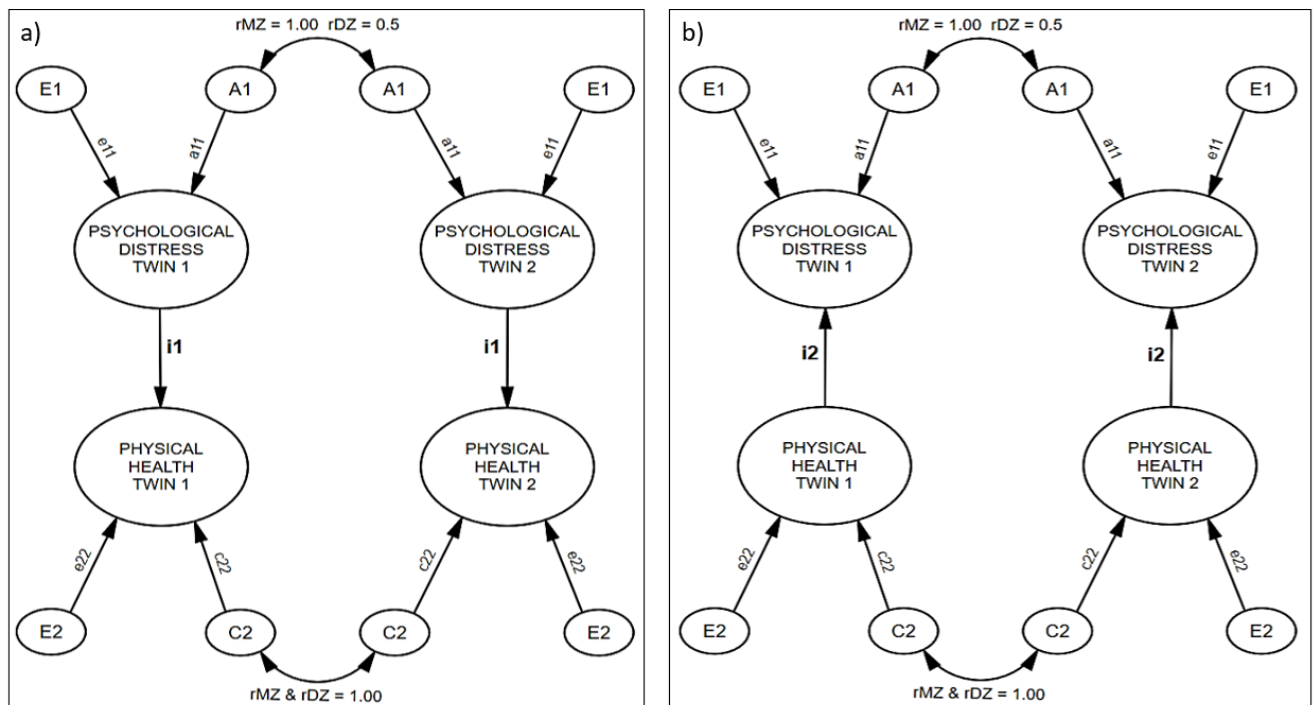 a)
rMZ = 1.00 rDZ = 0.5
E1
A1
A1
E1
e11
a11
a11
e11
PSYCHOLOGICAL
DISTRESS
TWIN 1
PSYCHOLOGICAL
DISTRESS
TWIN 2
i1
i1
PHYSICAL
HEALTH
TWIN 1
PHYSICAL
HEALTH
TWIN 2
e22
c22
c22
e22
E2
C2
C2
E2
rMZ & rDZ = 1.00
b)
rMZ = 1.00 rDZ = 0.5
E1
A1
A1
E1
e11
a11
a11
e11
PSYCHOLOGICAL
DISTRESS
TWIN 1
PSYCHOLOGICAL
DISTRESS
TWIN 2
i2
i2
PHYSICAL
HEALTH
TWIN 1
PHYSICAL
HEALTH
TWIN 2
e22
c22
c22
e22
E2
C2
C2
E2
rMZ & rDZ = 1.00